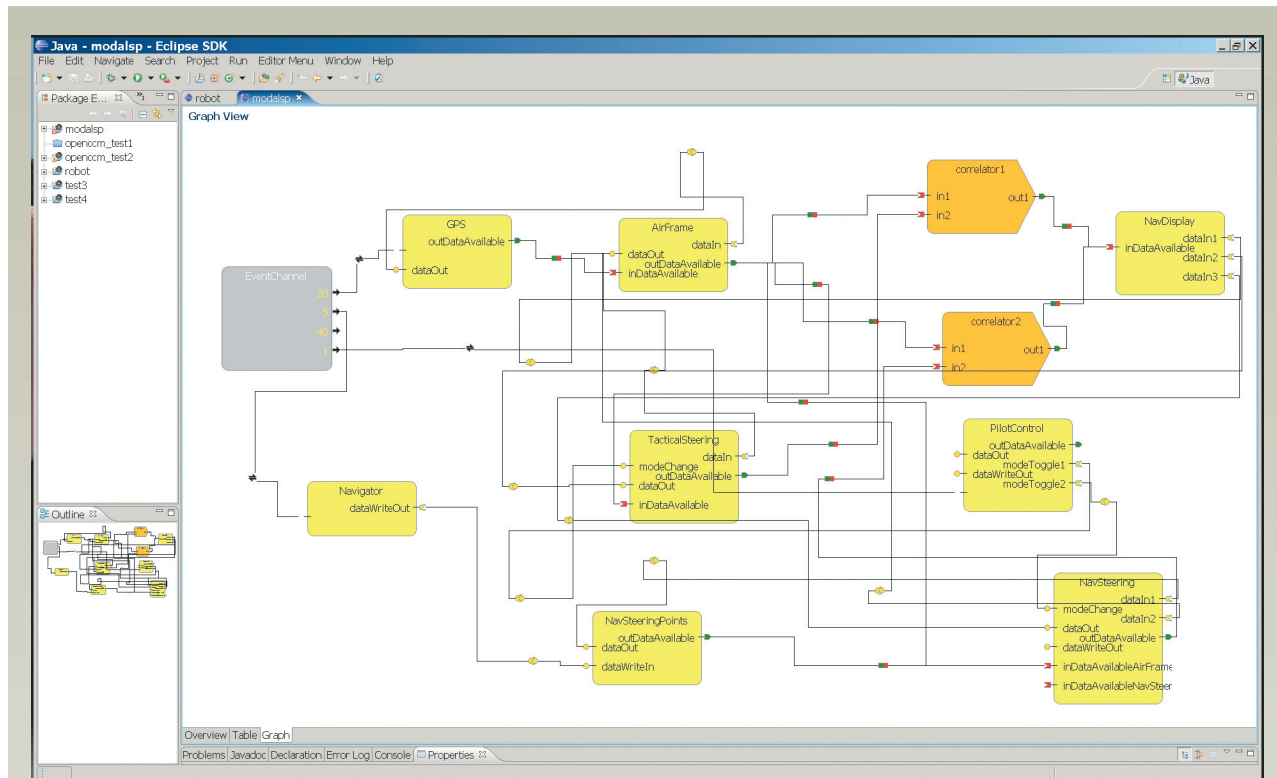 Java - modalsp - Eclipse SDK
File Edit Navigate Search Project Run Editor Menu Window Help
Java
Package E...
robot
modalsp
Graph View
modalsp
openccm_test1
openccm_test2
robot
test3
test4
EventChannel
20
5
40
1
GPS
outDataAvailable
dataOut
AirFrame
dataIn
dataOut
outDataAvailable
inDataAvailable
correlator1
in1
out1
in2
NavDisplay
dataIn1
inDataAvailable
dataIn2
dataIn3
correlator2
in1
out1
in2
TacticalSteering
dataIn
modeChange
outDataAvailable
dataOut
inDataAvailable
PilotControl
outDataAvailable
dataOut
modeToggle1
dataWriteOut
modeToggle2
Navigator
dataWriteOut
Outline
NavSteeringPoints
outDataAvailable
dataOut
dataWriteIn
NavSteering
dataIn1
modeChange
dataIn2
dataOut
outDataAvailable
dataWriteOut
inDataAvailableAirFrame
inDataAvailableNavSteer
Overview Table Graph
Problems Javadoc Declaration Error Log Console Properties